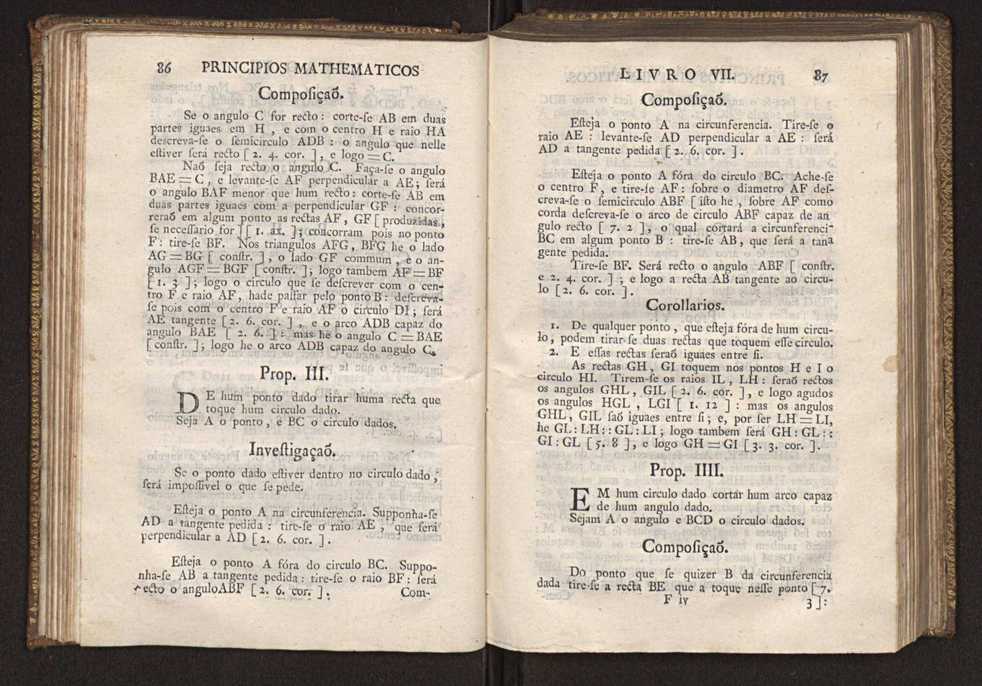 86 PRINCIPIOS MATHEMATICOS
Compoſiçaõ.
Se o angulo C for recto: corte-ſe AB em duas
partes iguaes em H, e com o centro H e raio HA
deſcreva-ſe o ſemicirculo ADB: o angulo que nelle
eſtiver ſerá recto [2. 4. cor.], e logo = C.
Naõ ſeja recto o angulo C. Faça-ſe o angulo
BAE = C, e levante-ſe AF perpendicular a AE; ſerá
o angulo BAF menor que hum recto: corte-ſe AB em
duas partes iguaes com a perpendicular GF: concor-
reraõ em algum ponto as rectas AF, GF [produzidas,
ſe neceſſario for] [1. ax.]; concorram pois no ponto
F: tire-ſe BF. Nos triangulos AFG, BFG he o lado
AG = BG [conſtr.], o lado GF commun, e o an-
gulo AGF = BGF [conſtr.]; logo tambem AF = BF
[1. 3]; logo o circulo que ſe deſcrever com o cen-
tro F e raio AF, hade paſſar pelo ponto B: deſcreva-
ſe pois com o centro F e raio AF o circulo DI; ſerá
AE tangente [2. 6. cor.], e o arco ADB capaz do
angulo BAE [2. 6.]: mas he o angulo C = BAE
[conſtr.]; logo he o arco ADB capaz do angulo C.
Prop. III.
DE hum ponto dado tirar huma recta que
toque hum circulo dado.
Seja A o ponto, e BC o circulo dados.
Inveſtigaçaõ.
Se o ponto dado eſtiver dentro no circulo dado;
ſerá impoſſivel o que ſe pede.
Eſteja o ponto A na circunferencia. Supponha-ſe
AD a tangente pedida: tire-ſe o raio AE, que ſerá
perpendicular a AD [2. 6. cor.].
Eſteja o ponto A fóra do circulo BC. Suppo-
nha-ſe AB a tangente pedida: tire-ſe o raio BF: ſerá
recto o angulo ABF [2. 6. cor.].
Com-
LIVRO VII. 87
Compoſiçaõ.
Eſteja o ponto A na circunferencia. Tire-ſe o
raio AE: levante-ſe AD perpendicular a AE: ſerá
AD a tangente pedida [2. 6. cor.].
Eſteja o ponto A fóra do circulo BC. Ache-ſe
o centro F, e tire-ſe AF: ſobre o diametro AF deſ-
creva-ſe o ſemicirculo ABF [iſto he, ſobre AF como
corda deſcreva-ſe o arco de circulo ABF capaz de an
gulo recto [7. 2], o qual cortará a circunferenci-
BC em algum ponto B: tire-ſe AB, que ſerá a tana
gente pedida.
Tire-ſe BF. Será recto o angulo ABF [conſtr.
e 2. 4. cor.]; e logo a recta AB tangente ao circu-
lo [2. 6. cor.].
Corollarios.
1. De qualquer ponto, que eſteja fóra de hum circu-
lo, podem tirar-ſe duas rectas que toquem eſſe circulo.
2. E eſſas rectas ſeraõ iguaes entre ſi.
As rectas GH, GI toquem nos pontos H e I o
circulo HI. Tirem-ſe os raios IL, LH: ſeraõ rectos
os angulos GHL, GIL [2. 6. cor.], e logo agudos
os angulos HGL, LGI [1. 12]: mas os angulos
GHL, GIL ſaõ iguaes entre ſi; e, por ſer LH = LI,
he GL: LH:: GL: LI; logo tambem ſerá GH: GL::
GI: GL [5. 8], e logo GH = GI [3. 3. cor.].
Prop. IIII.
EM hum circulo dado cortar hum arco capaz
de hum angulo dado.
Sejam A o angulo e BCD o circulo dados.
Compoſiçaõ.
Do ponto que ſe quizer B da circunferencia
dada tire-ſe a recta BE que a toque neſſe ponto [7.
F iv 3]: